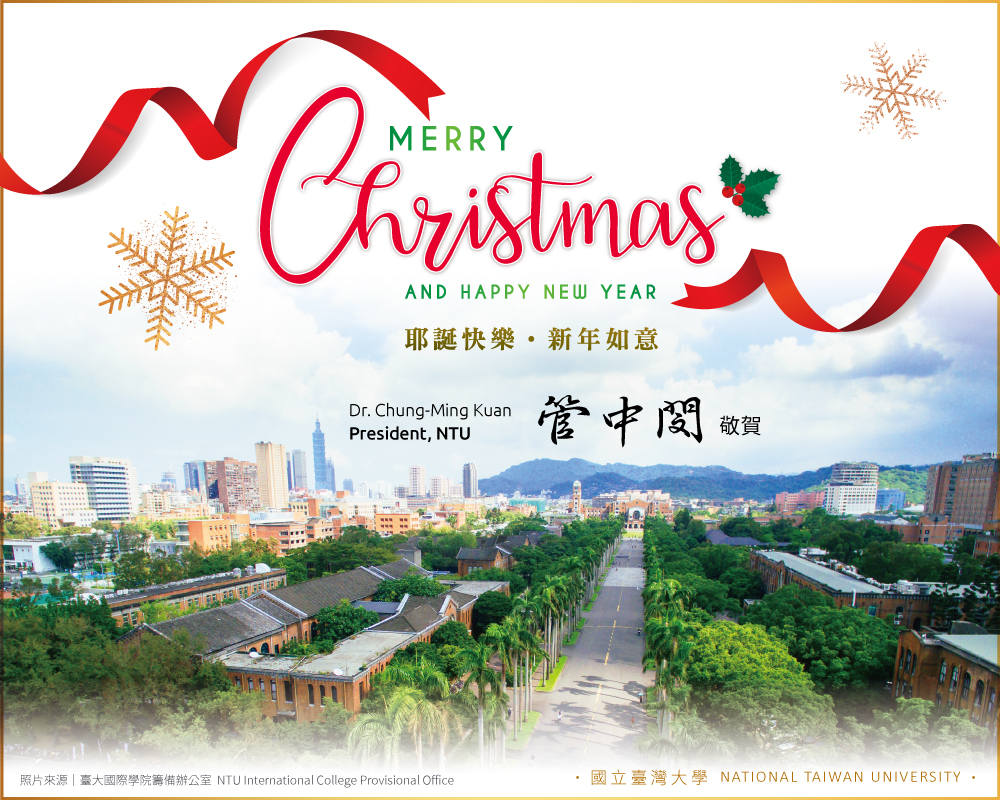 MERRY
Christmas
AND HAPPY NEW YEAR
耶誕快樂・新年如意
Dr. Chung-Ming Kuan
President, NTU
管中閔 敬賀
照片來源｜臺大國際學院籌備辦公室 NTU International College Provisional Office
・國立臺灣大學 NATIONAL TAIWAN UNIVERSITY・